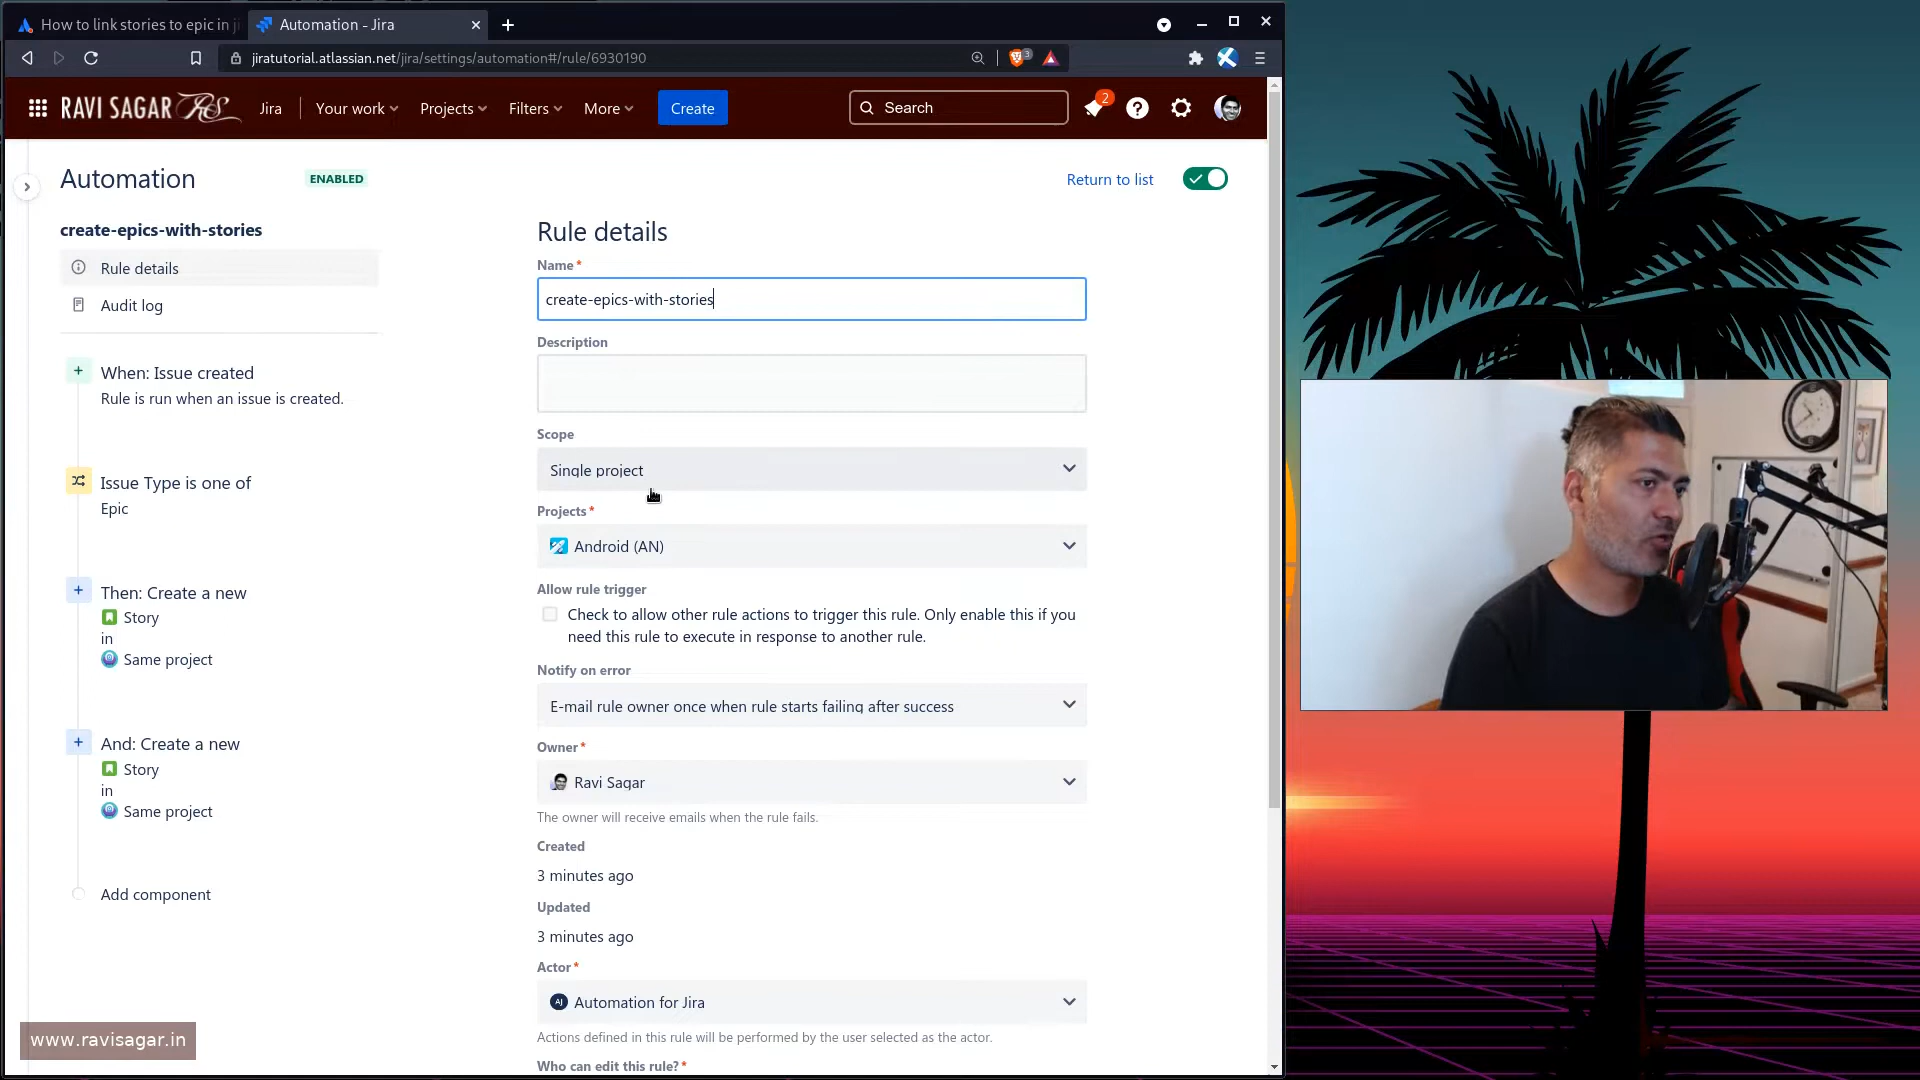 How to link stories to epic in ji
Automation - Jira
jiratutorial.atlassian.net/jira/settings/automation#/rule/6930190
3
RAVI SAGAR RS
Jira
Your work
Projects
Filters
More
Create
Search
2
Automation
ENABLED
Return to list
create-epics-with-stories
Rule details
Audit log
When: Issue created
Rule is run when an issue is created.
Issue Type is one of
Epic
Then: Create a new
Story
in
Same project
And: Create a new
Story
in
Same project
Add component
Rule details
Name*
create-epics-with-stories
Description
Scope
Single project
Projects*
Android (AN)
Allow rule trigger
Check to allow other rule actions to trigger this rule. Only enable this if you
need this rule to execute in response to another rule.
Notify on error
E-mail rule owner once when rule starts failing after success
Owner*
Ravi Sagar
The owner will receive emails when the rule fails.
Created
3 minutes ago
Updated
3 minutes ago
Actor*
AJ Automation for Jira
Actions defined in this rule will be performed by the user selected as the actor.
Who can edit this rule?*
www.ravisagar.in